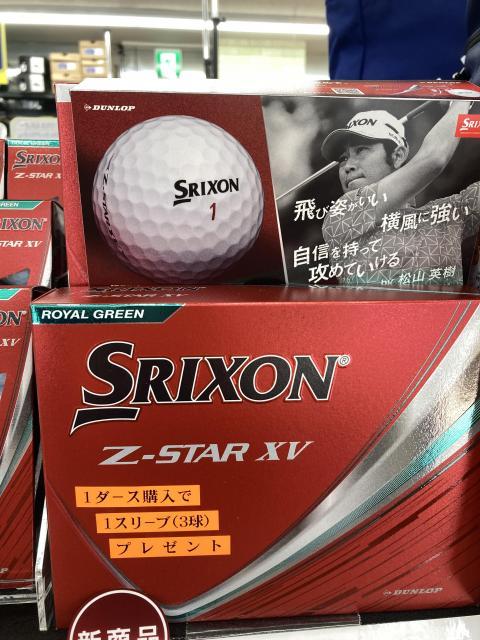 DUNLOP
SRIXON
1
SRIXON
飛び姿がいい
横風に強い
自信を持って
攻めていける
by 松山 英樹
SRIXON
Z-STAR XV
ROYAL GREEN
SRIXON®
Z-STAR XV
1ダース購入で
1スリーブ(3球)
プレゼント
DUNLOP
新商品